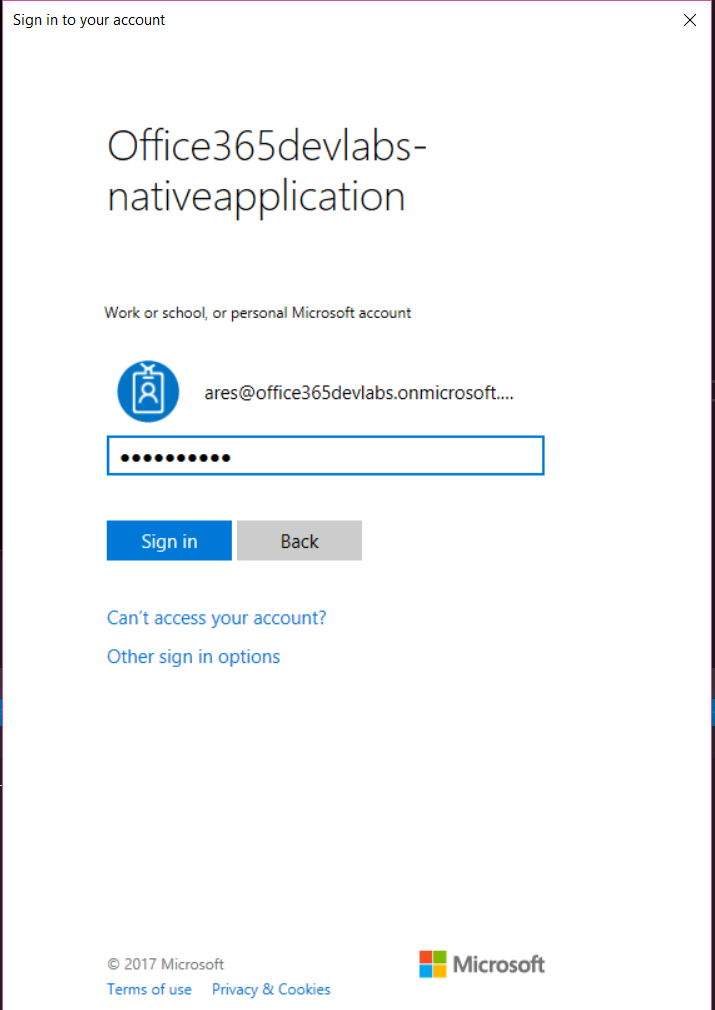 Sign in to your account
Office365devlabs-
nativeapplication
Work or school, or personal Microsoft account
ares@office365devlabs.onmicrosoft....
••••••••••
Sign in Back
Can't access your account?
Other sign in options
© 2017 Microsoft
Microsoft
Terms of use Privacy & Cookies